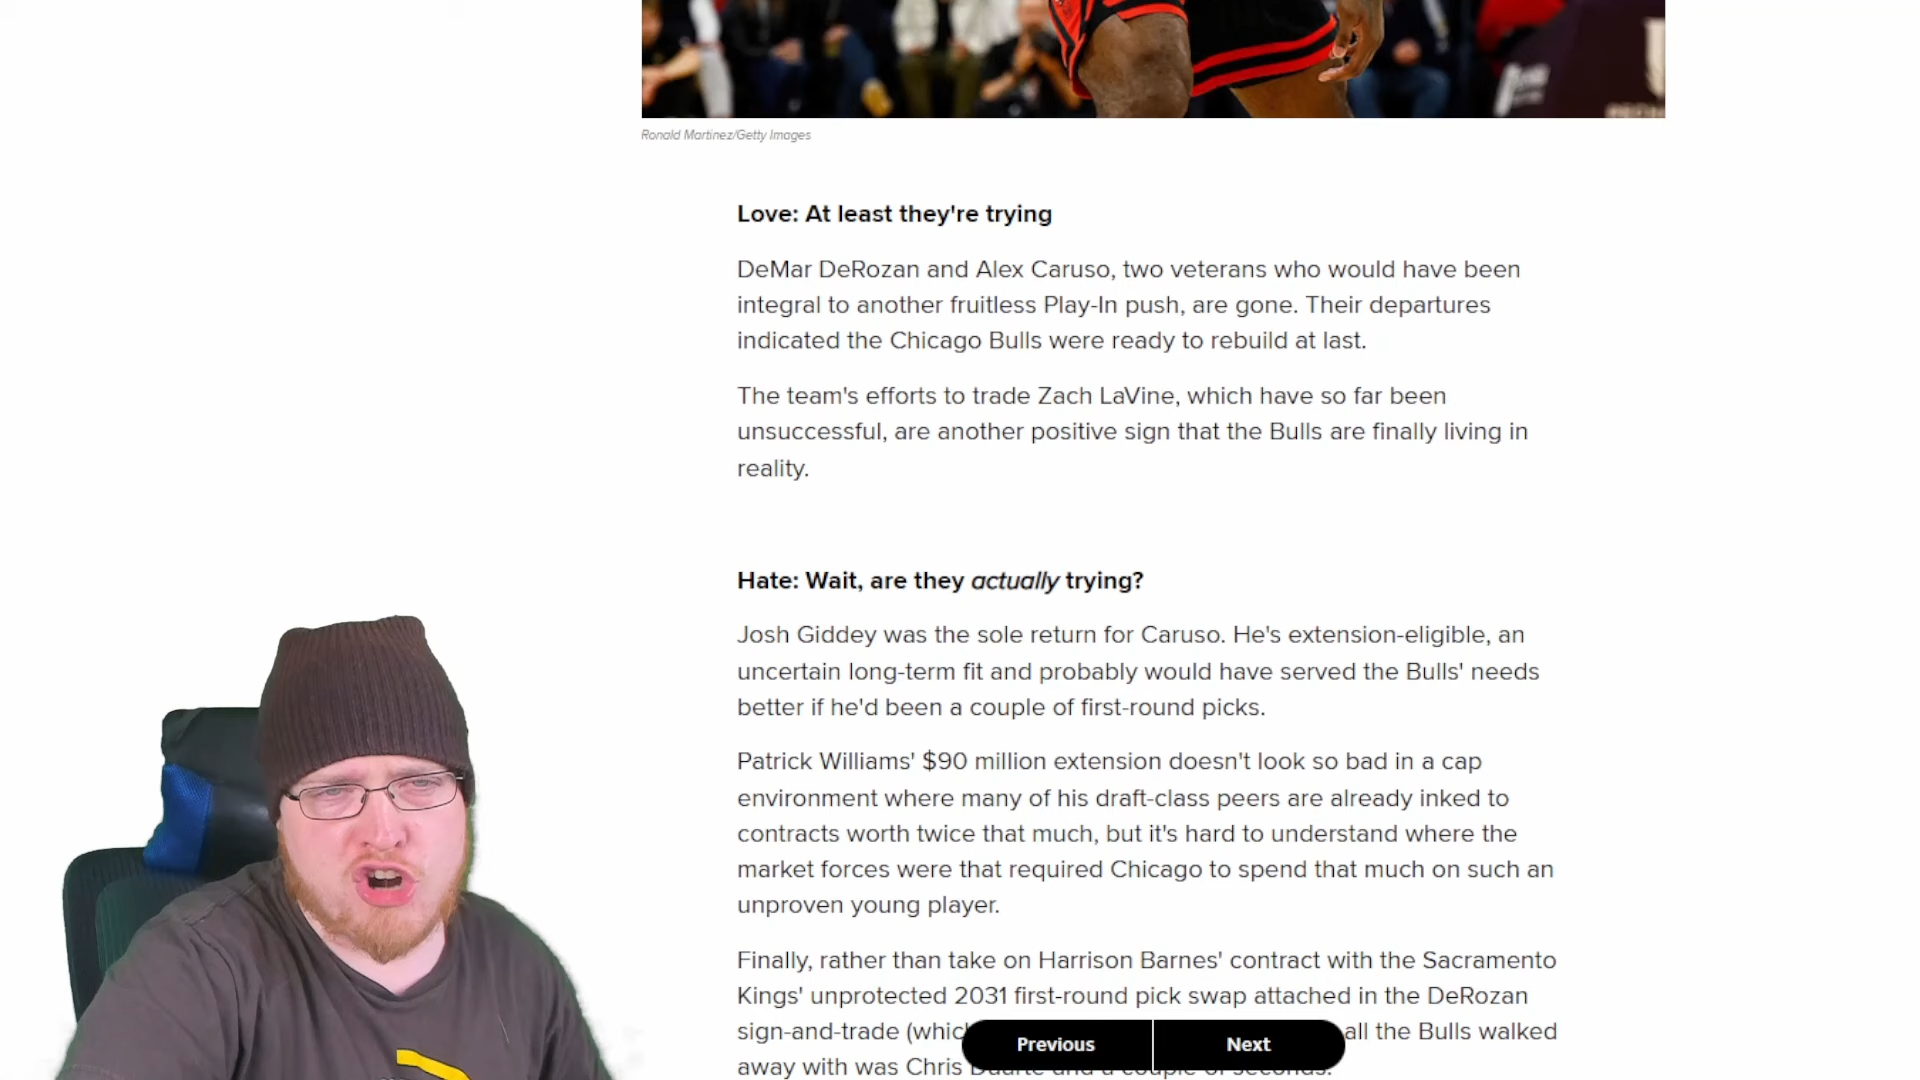 Ronald Martinez/Getty Images
Love: At least they're trying
DeMar DeRozan and Alex Caruso, two veterans who would have been
integral to another fruitless Play-In push, are gone. Their departures
indicated the Chicago Bulls were ready to rebuild at last.
The team's efforts to trade Zach LaVine, which have so far been
unsuccessful, are another positive sign that the Bulls are finally living in
reality.
Hate: Wait, are they actually trying?
Josh Giddey was the sole return for Caruso. He's extension-eligible, an
uncertain long-term fit and probably would have served the Bulls' needs
better if he'd been a couple of first-round picks.
Patrick Williams' $90 million extension doesn't look so bad in a cap
environment where many of his draft-class peers are already inked to
contracts worth twice that much, but it's hard to understand where the
market forces were that required Chicago to spend that much on such an
unproven young player.
Finally, rather than take on Harrison Barnes' contract with the Sacramento
Kings' unprotected 2031 first-round pick swap attached in the DeRozan
sign-and-trade all the Bulls walked
away with was Chris Duarte and a couple of seconds.
Previous
Next